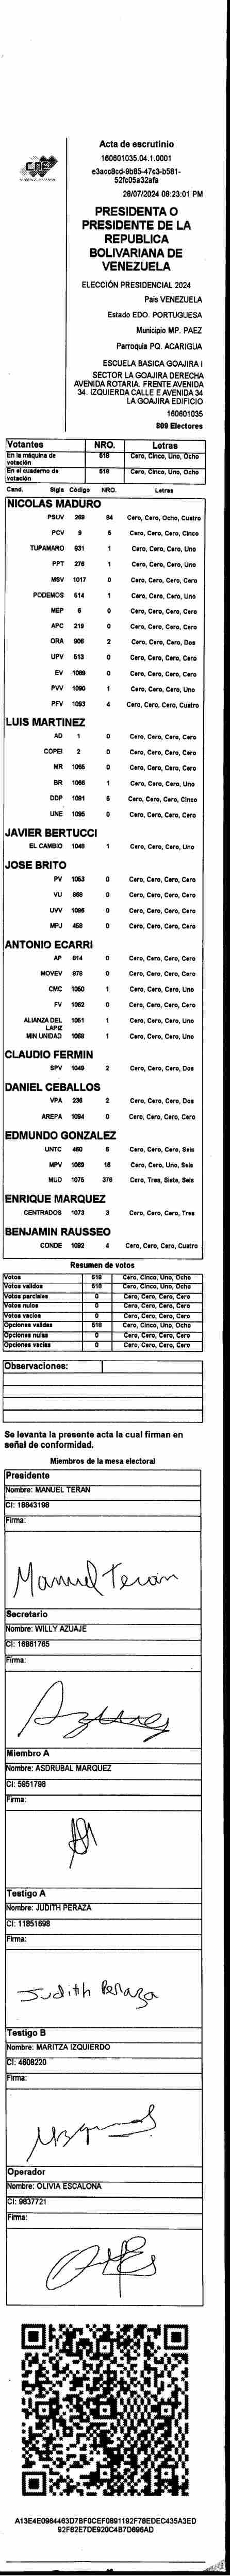 CNE
Acta de escrutinio
160601035.04.1.0001
e3acc8cd-9b85-47c3-b581-
52fc05a32afa
28/07/2024 08:23:01 PM
PRESIDENTA O
PRESIDENTE DE LA
REPUBLICA
BOLIVARIANA DE
VENEZUELA
ELECCIÓN PRESIDENCIAL 2024
País VENEZUELA
Estado EDO. PORTUGUESA
Municipio MP. PAEZ
Parroquia PQ. ACARIGUA
ESCUELA BASICA GOAJIRA I
SECTOR LA GOAJIRA DERECHA
AVENIDA ROTARIA. FRENTE AVENIDA
34. IZQUIERDA CALLE E AVENIDA 34
LA GOAJIRA EDIFICIO
160601035
809 Electores
Votantes NRO. Letras
En la máquina de votación 518 Cero, Cinco, Uno, Ocho
En el cuaderno de votación 518 Cero, Cinco, Uno, Ocho
Cand. Sigla Código NRO. Letras
NICOLAS MADURO
PSUV 269 84 Cero, Cero, Ocho, Cuatro
PCV 9 5 Cero, Cero, Cero, Cinco
TUPAMARO 931 1 Cero, Cero, Cero, Uno
PPT 276 1 Cero, Cero, Cero, Uno
MSV 1017 0 Cero, Cero, Cero, Cero
PODEMOS 614 1 Cero, Cero, Cero, Uno
MEP 6 0 Cero, Cero, Cero, Cero
APC 219 0 Cero, Cero, Cero, Cero
ORA 906 2 Cero, Cero, Cero, Dos
UPV 513 0 Cero, Cero, Cero, Cero
EV 1089 0 Cero, Cero, Cero, Cero
PVV 1090 1 Cero, Cero, Cero, Uno
PFV 1093 4 Cero, Cero, Cero, Cuatro
LUIS MARTINEZ
AD 1 0 Cero, Cero, Cero, Cero
COPEI 2 0 Cero, Cero, Cero, Cero
MR 1065 0 Cero, Cero, Cero, Cero
BR 1066 1 Cero, Cero, Cero, Uno
DDP 1091 5 Cero, Cero, Cero, Cinco
UNE 1095 0 Cero, Cero, Cero, Cero
JAVIER BERTUCCI
EL CAMBIO 1048 1 Cero, Cero, Cero, Uno
JOSE BRITO
PV 1053 0 Cero, Cero, Cero, Cero
VU 868 0 Cero, Cero, Cero, Cero
UVV 1096 0 Cero, Cero, Cero, Cero
MPJ 458 0 Cero, Cero, Cero, Cero
ANTONIO ECARRI
AP 814 0 Cero, Cero, Cero, Cero
MOVEV 978 0 Cero, Cero, Cero, Cero
CMC 1050 1 Cero, Cero, Cero, Uno
FV 1062 0 Cero, Cero, Cero, Cero
ALIANZA DEL LAPIZ 1051 1 Cero, Cero, Cero, Uno
MIN UNIDAD 1068 1 Cero, Cero, Cero, Uno
CLAUDIO FERMIN
SPV 1049 2 Cero, Cero, Cero, Dos
DANIEL CEBALLOS
VPA 236 2 Cero, Cero, Cero, Dos
AREPA 1094 0 Cero, Cero, Cero, Cero
EDMUNDO GONZALEZ
UNTC 460 6 Cero, Cero, Cero, Seis
MPV 1069 16 Cero, Cero, Uno, Seis
MUD 1075 376 Cero, Tres, Siete, Seis
ENRIQUE MARQUEZ
CENTRADOS 1073 3 Cero, Cero, Cero, Tres
BENJAMIN RAUSSEO
CONDE 1092 4 Cero, Cero, Cero, Cuatro
Resumen de votos
Votos 518 Cero, Cinco, Uno, Ocho
Votos validos 518 Cero, Cinco, Uno, Ocho
Votos parciales 0 Cero, Cero, Cero, Cero
Votos nulos 0 Cero, Cero, Cero, Cero
Votos vacios 0 Cero, Cero, Cero, Cero
Opciones validas 518 Cero, Cinco, Uno, Ocho
Opciones nulas 0 Cero, Cero, Cero, Cero
Opciones vacias 0 Cero, Cero, Cero, Cero
Observaciones:
Se levanta la presente acta la cual firman en
señal de conformidad.
Miembros de la mesa electoral
Presidente
Nombre: MANUEL TERAN
CI: 18843198
Firma:
Manuel Terán
Secretario
Nombre: WILLY AZUAJE
CI: 16861765
Firma:
Miembro A
Nombre: ASDRUBAL MARQUEZ
CI: 5951798
Firma:
Testigo A
Nombre: JUDITH PERAZA
CI: 11851698
Firma:
Judith Peraza
Testigo B
Nombre: MARITZA IZQUIERDO
CI: 4608220
Firma:
Operador
Nombre: OLIVIA ESCALONA
CI: 9837721
Firma:
A13E4E0964463D7BF0CEF0891192F78EDEC435A3ED
92F82E7DE920C4B7D696AD